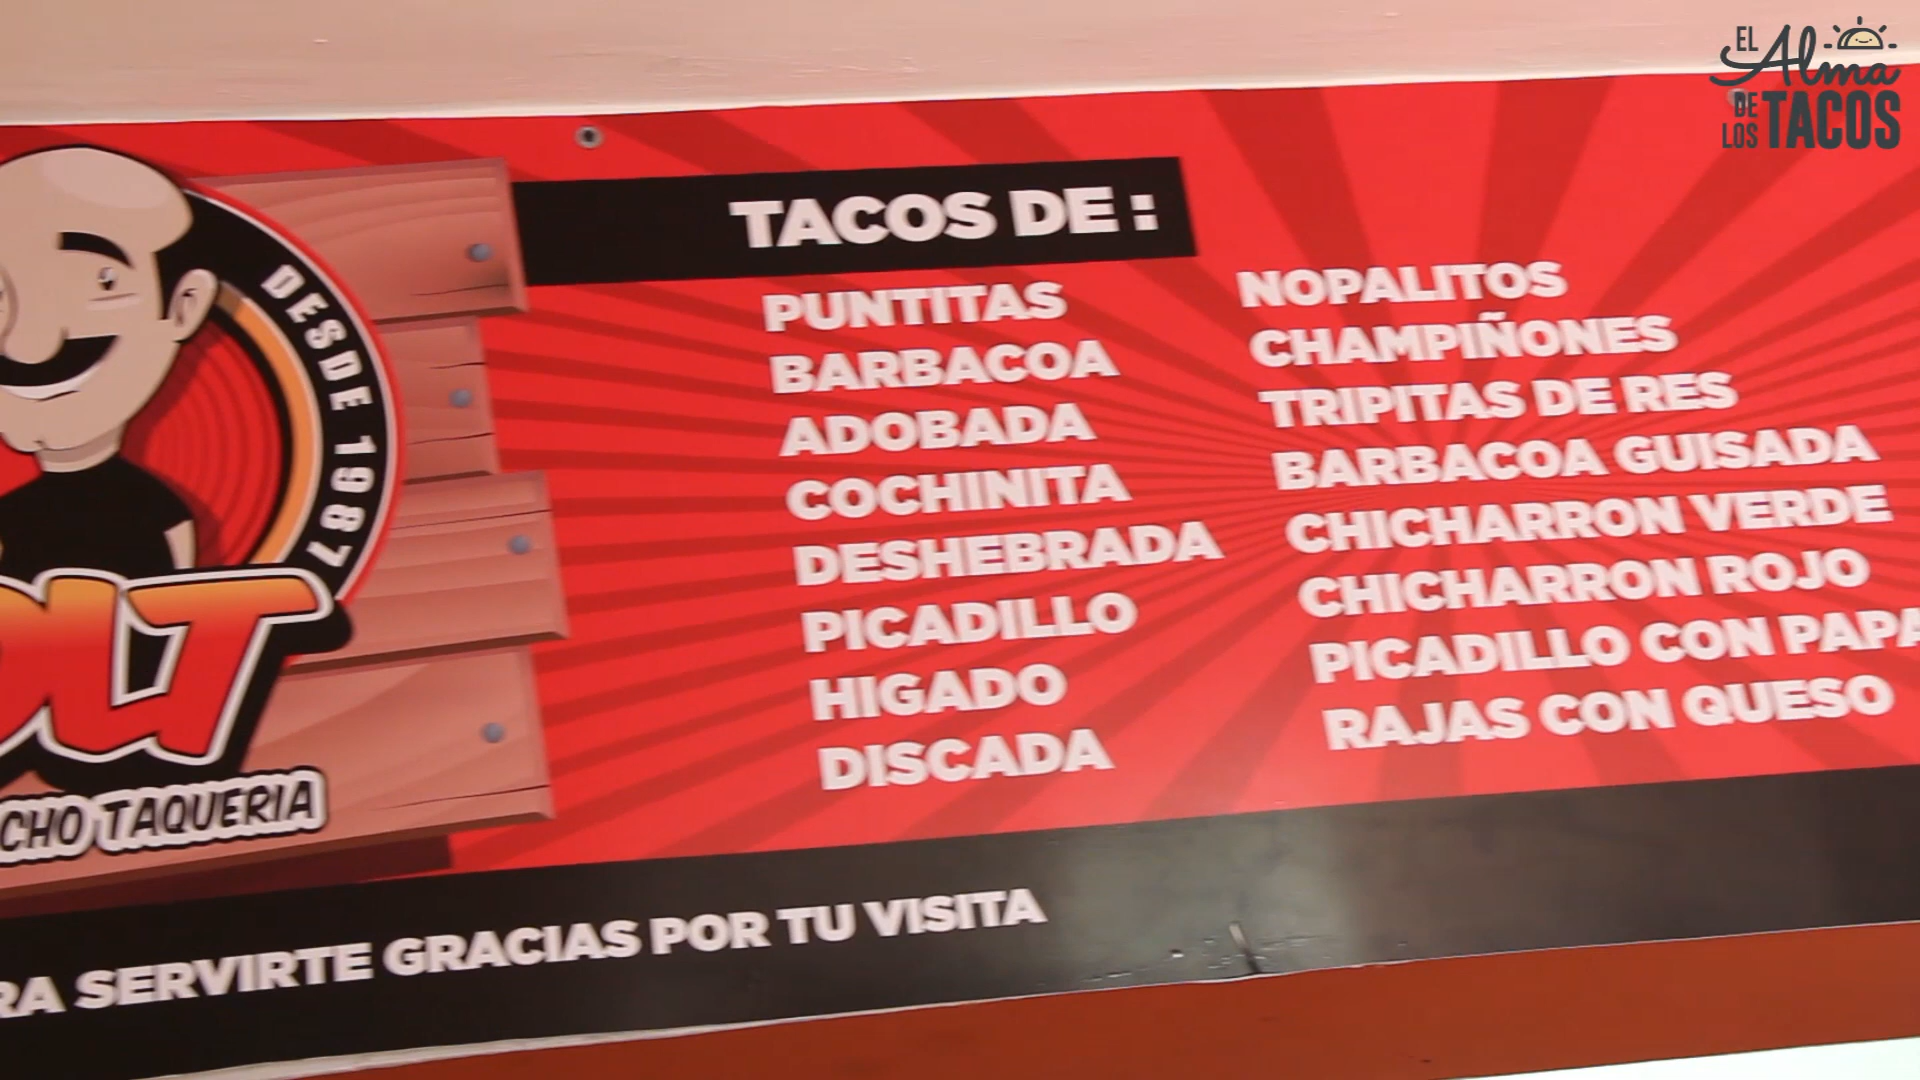 EL Alma
DE LOS TACOS
DESDE 1987
TAQUERIA
TACOS DE :
PUNTITAS
BARBACOA
ADOBADA
COCHINITA
DESHEBRADA
PICADILLO
HIGADO
DISCADA
NOPALITOS
CHAMPIÑONES
TRIPITAS DE RES
BARBACOA GUISADA
CHICHARRON VERDE
CHICHARRON ROJO
PICADILLO CON PAPA
RAJAS CON QUESO
SERVIRTE GRACIAS POR TU VISITA